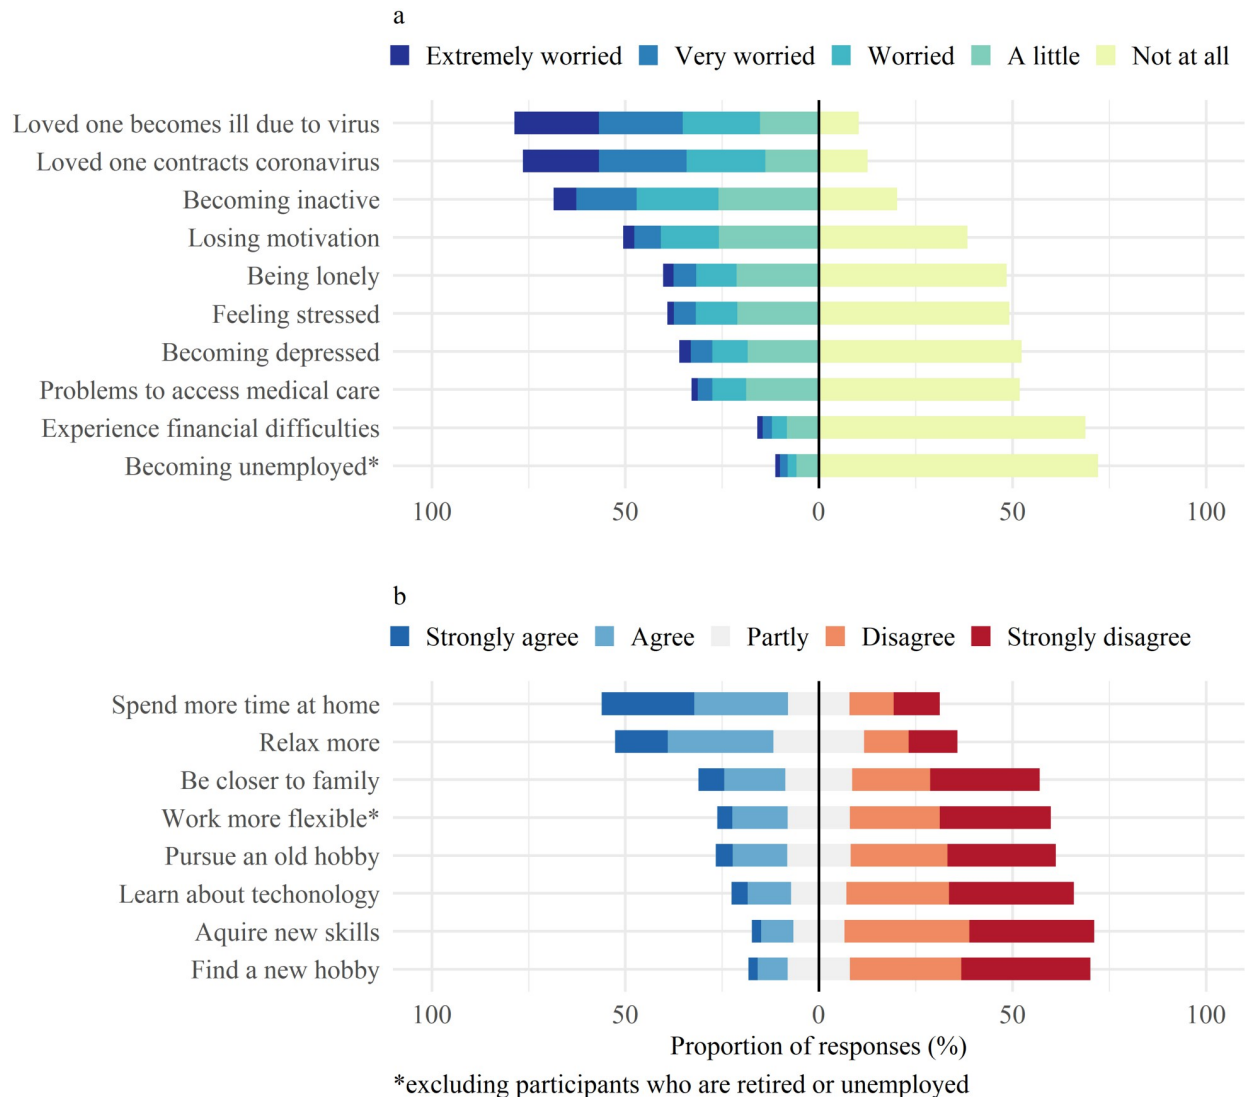 a
Extremely worried Very worried Worried A little Not at all
Loved one becomes ill due to virus
Loved one contracts coronavirus
Becoming inactive
Losing motivation
Being lonely
Feeling stressed
Becoming depressed
Problems to access medical care
Experience financial difficulties
Becoming unemployed*
100 50 0 50 100
b
Strongly agree Agree Partly Disagree Strongly disagree
Spend more time at home
Relax more
Be closer to family
Work more flexible*
Pursue an old hobby
Learn about techonology
Aquire new skills
Find a new hobby
100 50 0 50 100
Proportion of responses (%)
*excluding participants who are retired or unemployed